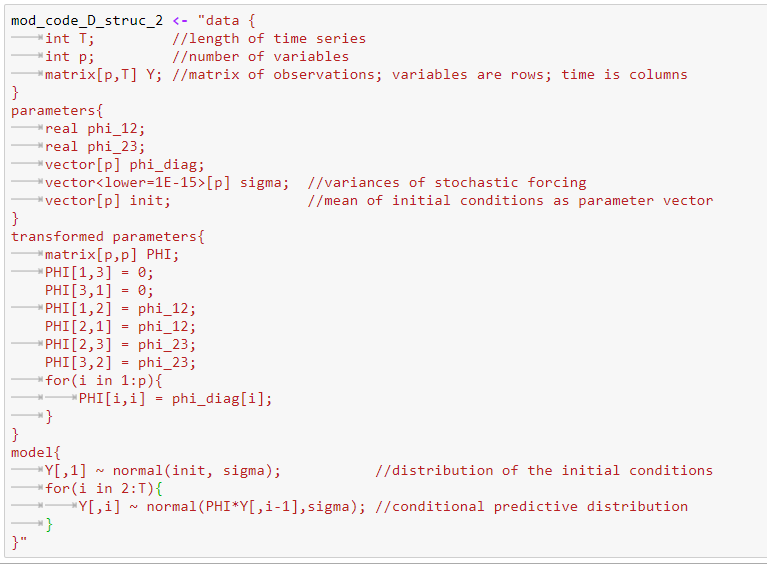 mod_code_D_struc_2 <- "data {
int T;         //length of time series
int p;         //number of variables
matrix[p,T] Y; //matrix of observations; variables are rows; time is columns
}
parameters{
real phi_12;
real phi_23;
vector[p] phi_diag;
vector<lower=1E-15>[p] sigma;  //variances of stochastic forcing
vector[p] init;                //mean of initial conditions as parameter vector
}
transformed parameters{
matrix[p,p] PHI;
PHI[1,3] = 0;
PHI[3,1] = 0;
PHI[1,2] = phi_12;
PHI[2,1] = phi_12;
PHI[2,3] = phi_23;
PHI[3,2] = phi_23;
for(i in 1:p){
PHI[i,i] = phi_diag[i];
}
}
model{
Y[,1] ~ normal(init, sigma);           //distribution of the initial conditions
for(i in 2:T){
Y[,i] ~ normal(PHI*Y[,i-1],sigma); //conditional predictive distribution
}
}"